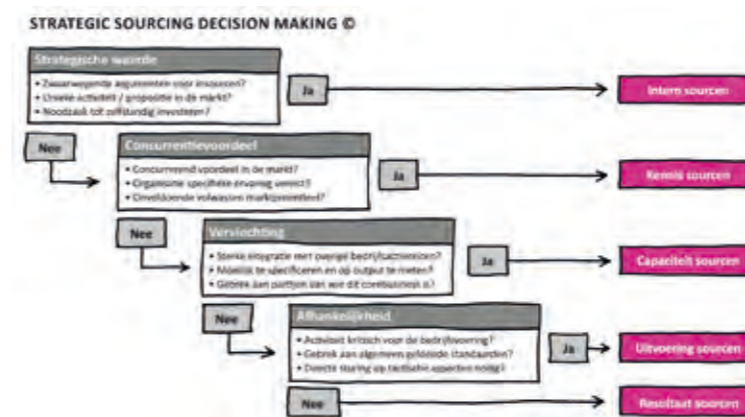 STRATEGIC SOURCING DECISION MAKING ©
Strategische waarde
• Zwaarwegende argumenten voor insourcen?
• Unieke activiteit / propositie in de markt?
• Noodzaak tot zelfstandig investeren?
Ja
Intern sourcen
Nee
Concurrentievoordeel
• Concurrerend voordeel in de markt?
• Organisatie specifieke ervaring vereist?
• Onvoldoende volwassen marktpotentieel?
Ja
Kennis sourcen
Nee
Vervlechting
• Sterke integratie met overige bedrijfsactiviteiten?
• Moeilijk te specificeren en op output te meten?
• Gebrek aan partijen van wie dit corebusiness is?
Ja
Capaciteit sourcen
Nee
Afhankelijkheid
• Activiteit kritisch voor de bedrijfsvoering?
• Gebrek aan algemeen geldende standaarden?
• Directe sturing op tactische aspecten nodig?
Ja
Uitvoering sourcen
Nee
Resultaat sourcen